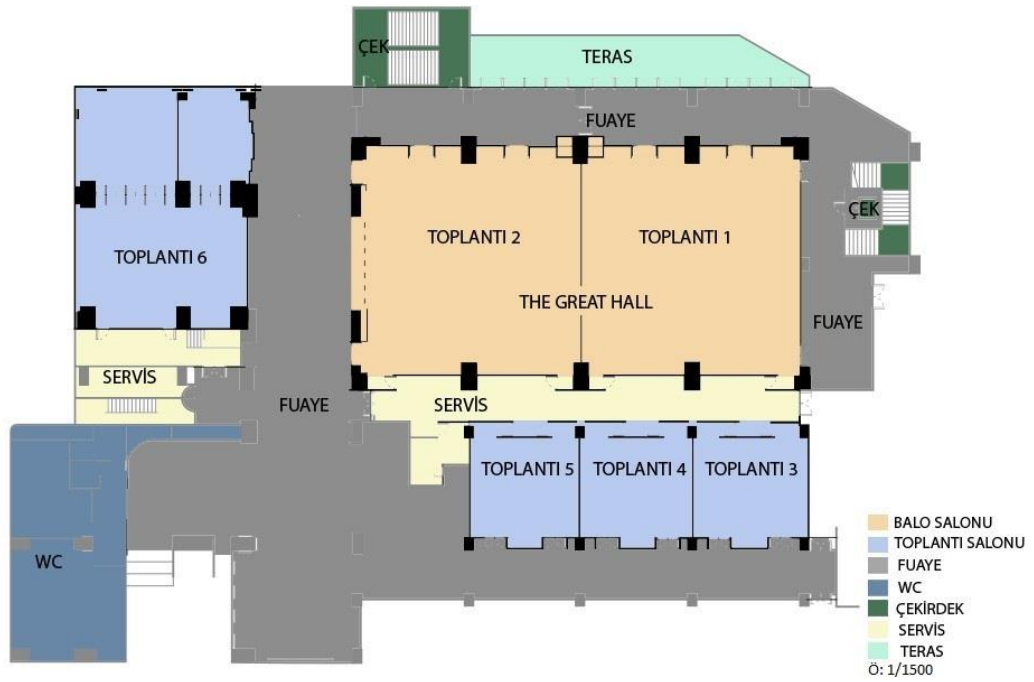 ÇEK
TERAS
FUAYE
TOPLANTI 6
TOPLANTI 2
TOPLANTI 1
ÇEK
THE GREAT HALL
FUAYE
SERVİS
FUAYE
SERVİS
TOPLANTI 5
TOPLANTI 4
TOPLANTI 3
WC
BALO SALONU
TOPLANTI SALONU
FUAYE
WC
ÇEKİRDEK
SERVİS
TERAS
Ö: 1/1500